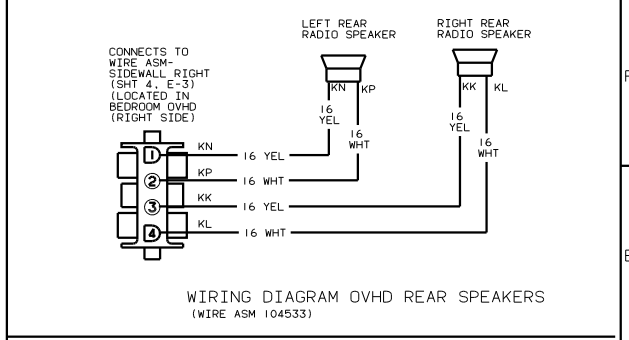 LEFT REAR
RADIO SPEAKER
RIGHT REAR
RADIO SPEAKER
CONNECTS TO
WIRE ASM-
SIDEWALL RIGHT
(SHT 4, E-3)
(LOCATED IN
BEDROOM OVHD
(RIGHT SIDE)
KN
KP
KK
KL
16
YEL
16
WHT
16
YEL
16
WHT
1
KN
16 YEL
2
KP
16 WHT
3
KK
16 YEL
4
KL
16 WHT
WIRING DIAGRAM OVHD REAR SPEAKERS
(WIRE ASM 104533)